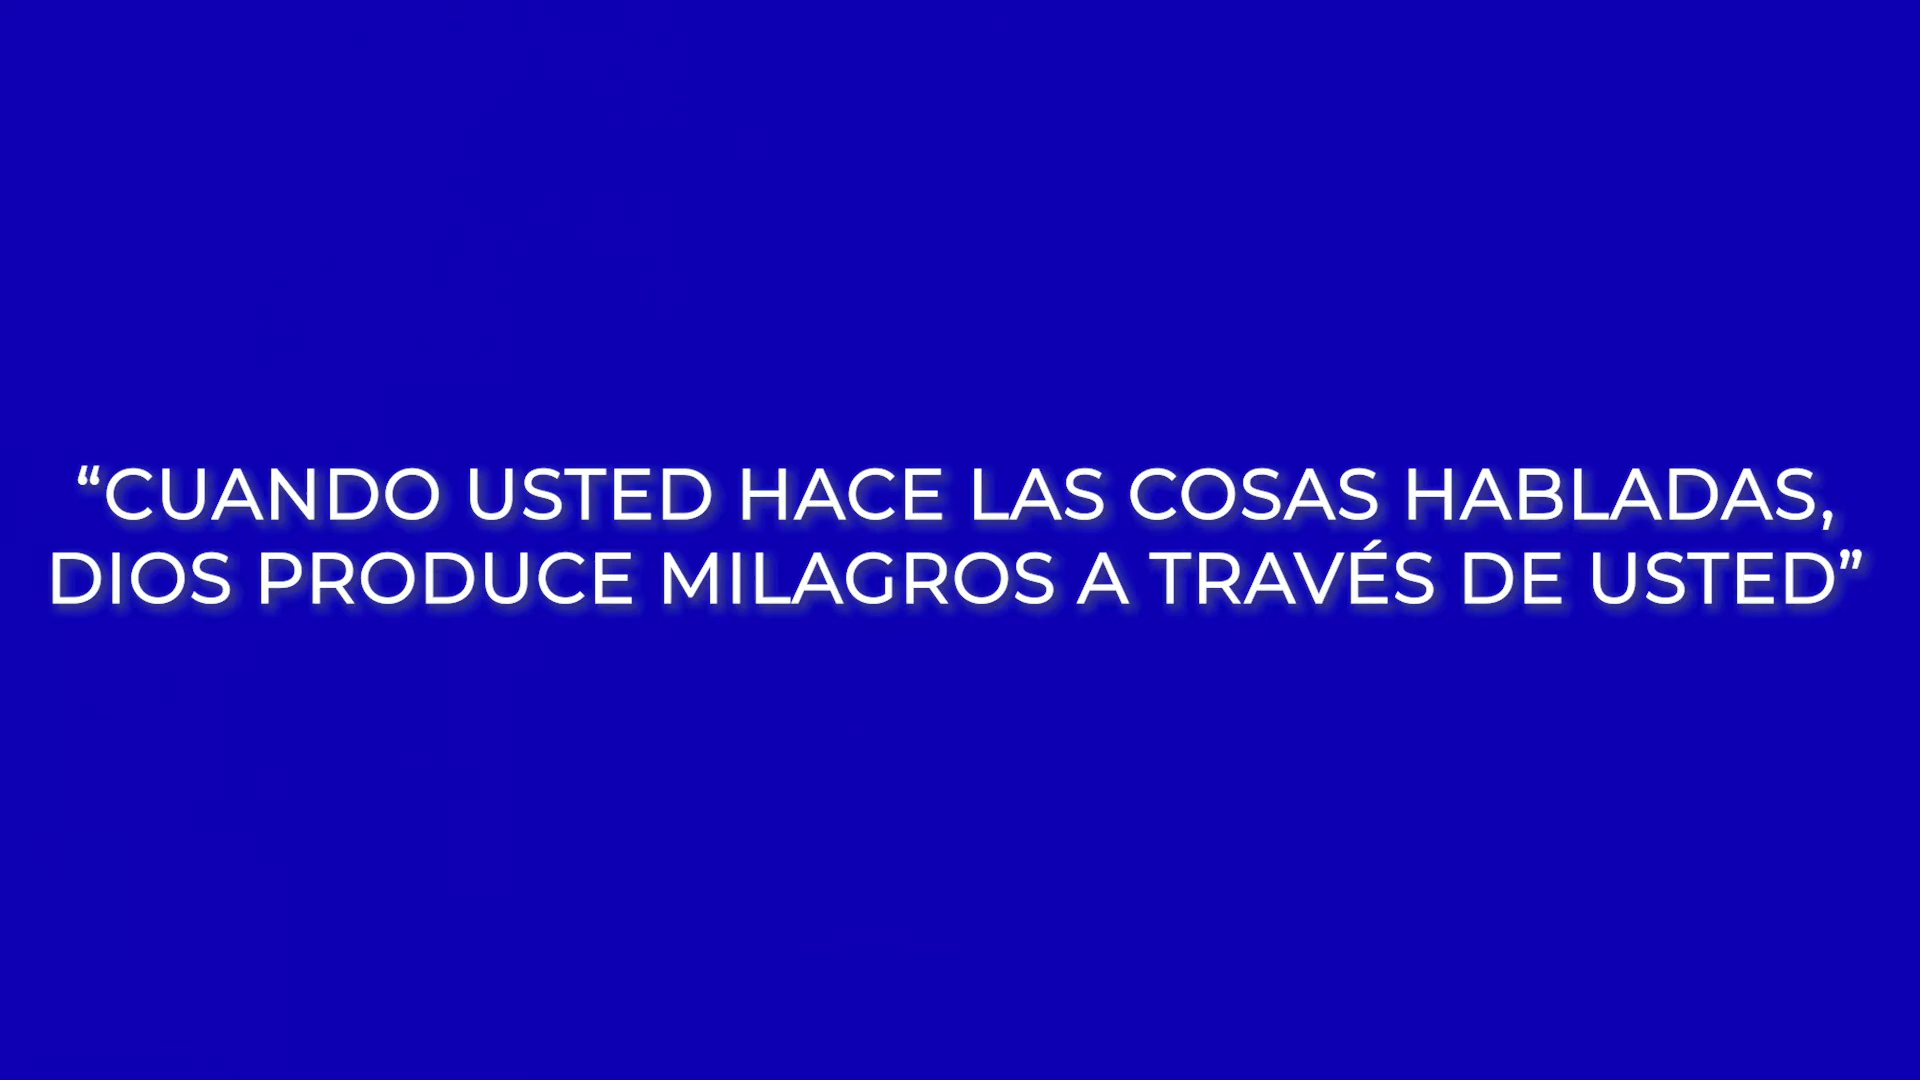 “CUANDO USTED HACE LAS COSAS HABLADAS,
DIOS PRODUCE MILAGROS A TRAVÉS DE USTED”